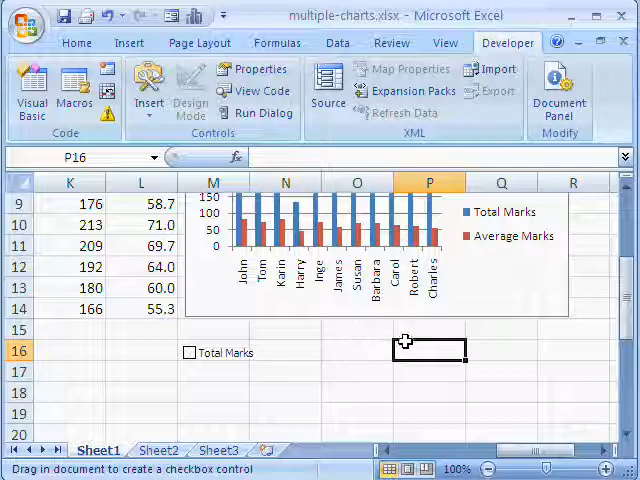 multiple-charts.xlsx - Microsoft Excel
Home Insert Page Layout Formulas Data Review View Developer
Visual Basic
Macros
Code
Insert
Design Mode
Properties
View Code
Run Dialog
Controls
Source
Map Properties
Expansion Packs
Refresh Data
Import
Export
XML
Document Panel
Modify
P16 fx
K L M N O P Q R
9 176 58.7
10 213 71.0
11 209 69.7
12 192 64.0
13 180 60.0
14 166 55.3
15
16
17
18
19
20
150
100
50
0
John Tom Karin Harry Inge James Susan Barbara Carol Robert Charles
Total Marks
Average Marks
Total Marks
Sheet1 Sheet2 Sheet3
Drag in document to create a checkbox control 100%